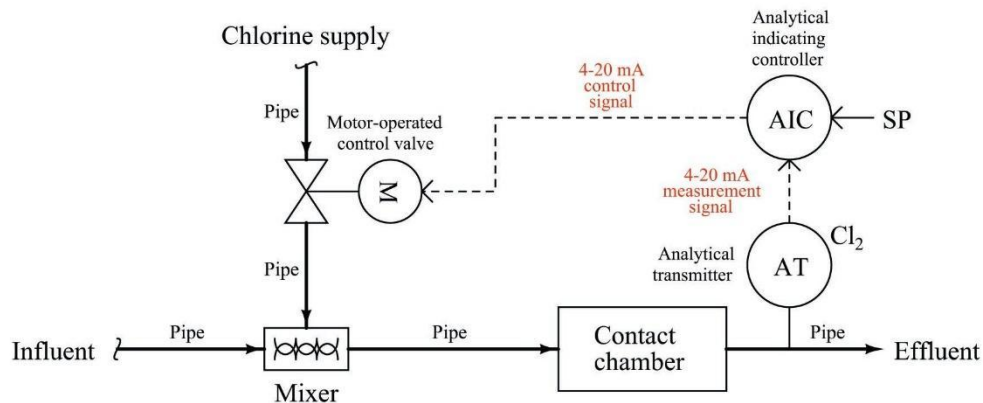 Chlorine supply
Analytical
indicating
controller
4-20 mA
control
signal
Pipe
Motor-operated
control valve
AIC
SP
M
4-20 mA
measurement
signal
Cl₂
Pipe
Analytical
transmitter
AT
Influent
Pipe
Pipe
Contact
chamber
Pipe
Effluent
Mixer